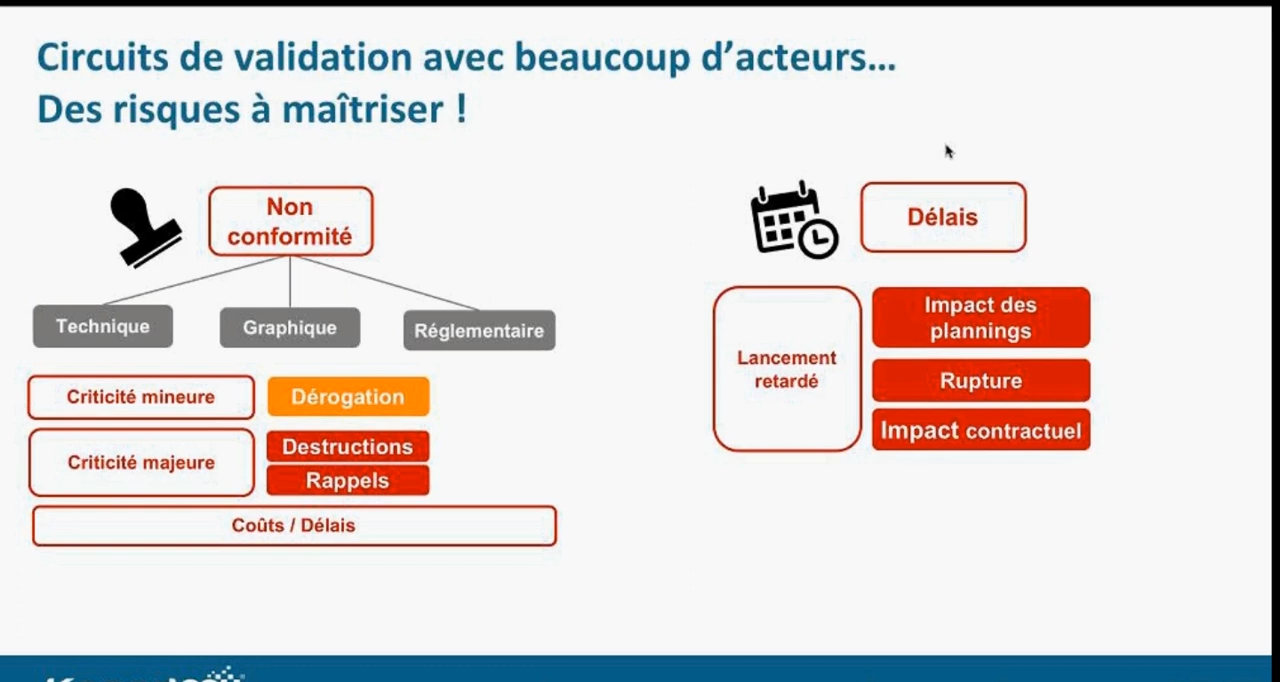 Circuits de validation avec beaucoup d'acteurs...
Des risques à maîtriser !
Non
conformité
Technique
Graphique
Réglementaire
Criticité mineure
Dérogation
Criticité majeure
Destructions
Rappels
Coûts / Délais
Délais
Lancement
retardé
Impact des
plannings
Rupture
Impact contractuel